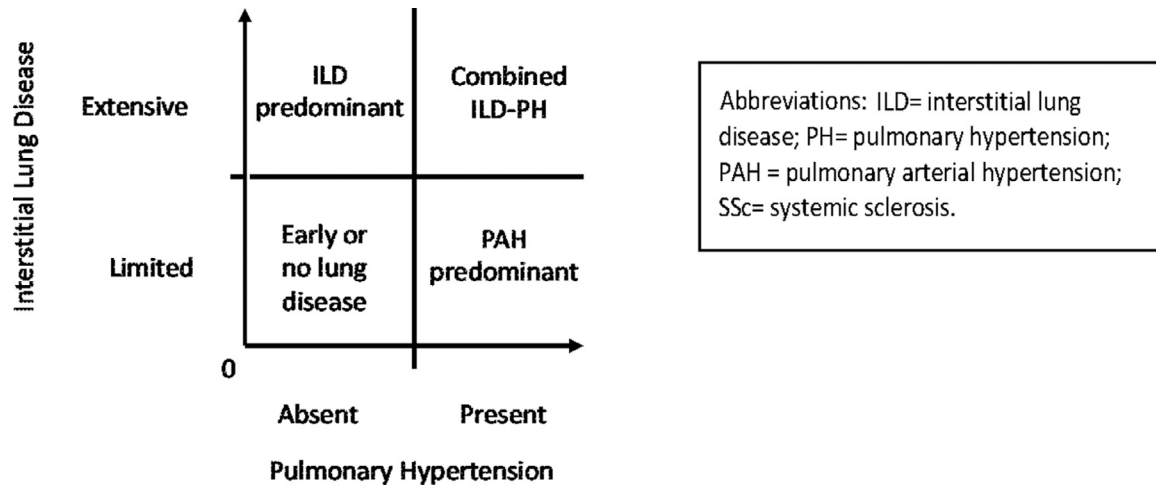 Interstitial Lung Disease
Extensive
Limited
ILD
predominant
Combined
ILD-PH
Early or
no lung
disease
PAH
predominant
0
Absent
Present
Pulmonary Hypertension
Abbreviations: ILD= interstitial lung
disease; PH= pulmonary hypertension;
PAH = pulmonary arterial hypertension;
SSc= systemic sclerosis.